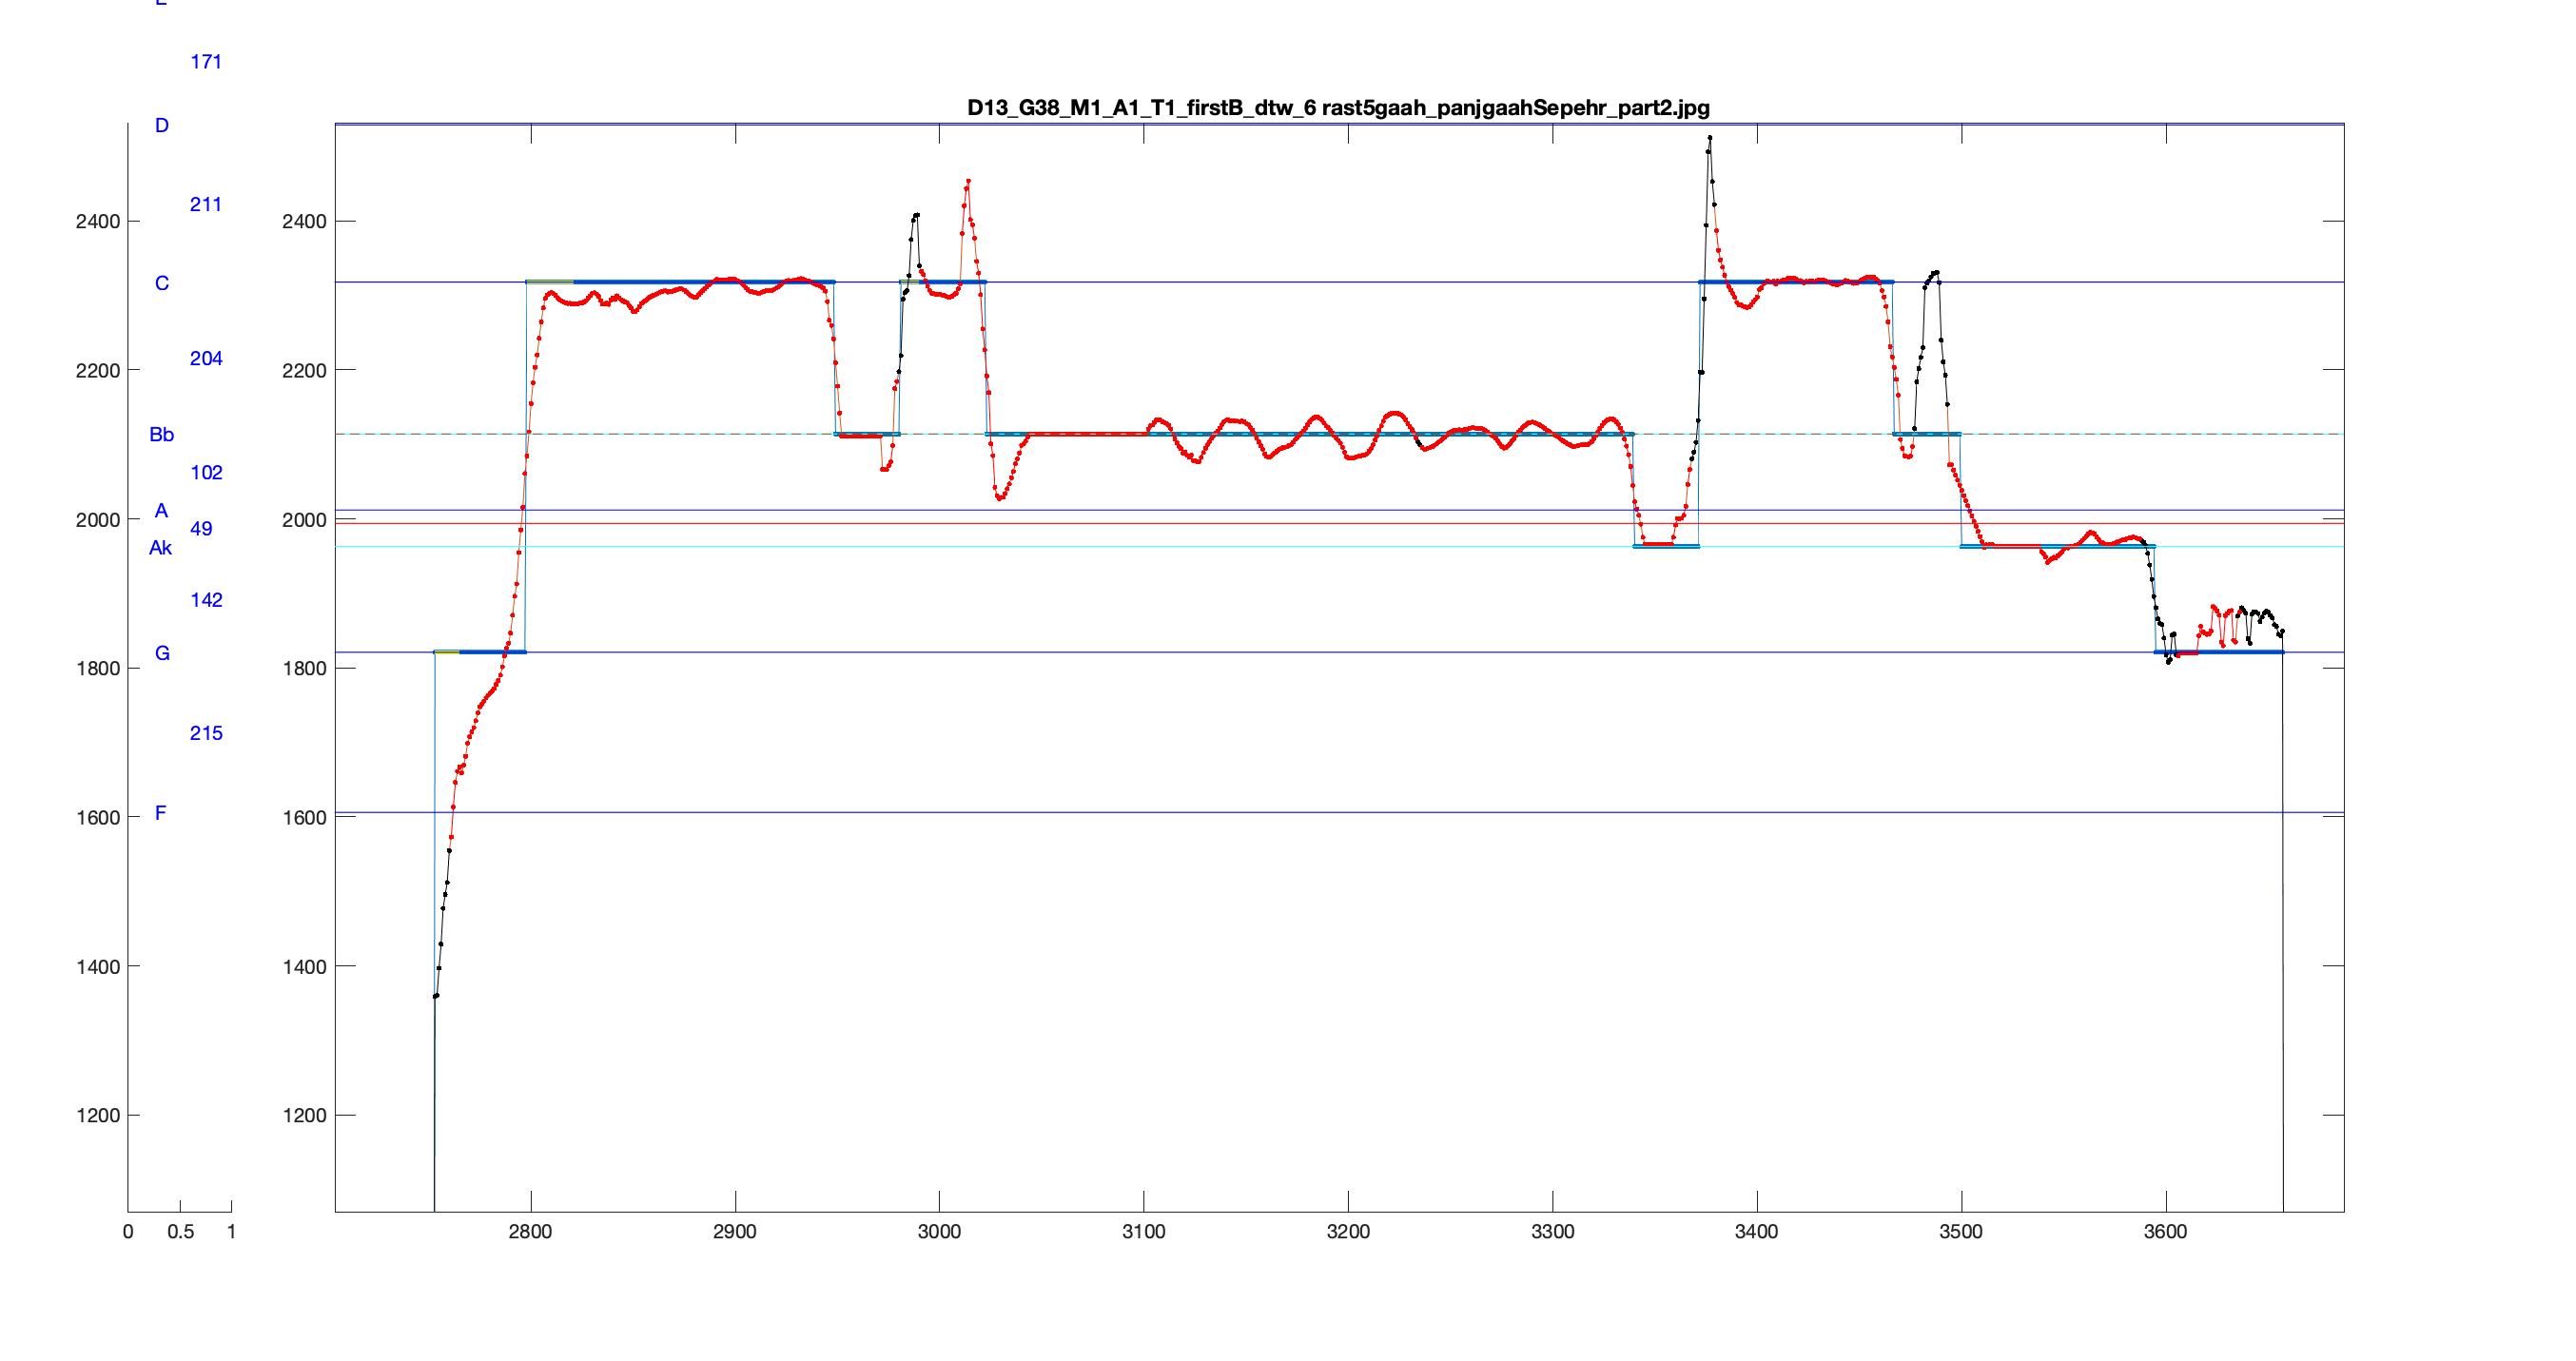 171
D13_G38_M1_A1_T1_firstB_dtw_6 rast5gaah_panjgaahSepehr_part2.jpg
D
211
2400 2400
C
204
2200 2200
Bb
102
A
2000 2000
49
Ak
142
G
1800 1800
215
F
1600 1600
1400 1400
1200 1200
0 0.5 1 2800 2900 3000 3100 3200 3300 3400 3500 3600